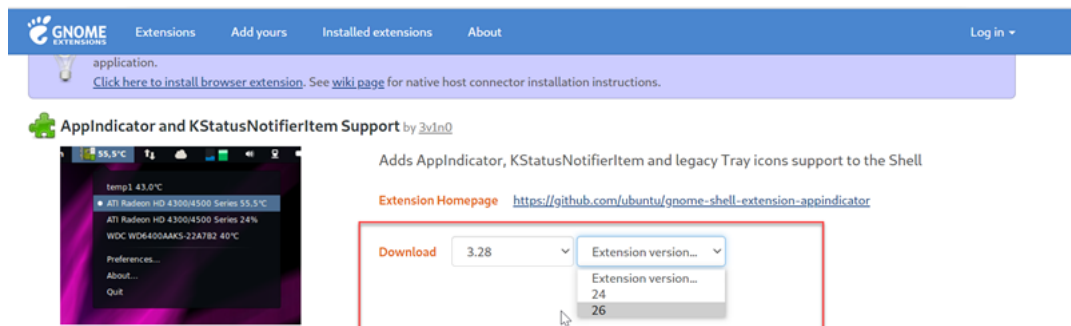 GNOME EXTENSIONS Extensions Add yours Installed extensions About Log in
application.
Click here to install browser extension. See wiki page for native host connector installation instructions.
AppIndicator and KStatusNotifierItem Support by 3v1n0
55,5°C
temp1 43.0°C
ATI Radeon HD 4300/4500 Series 55.5°C
ATI Radeon HD 4300/4500 Series 24%
WDC WD6400AAKS-22A7B2 40°C
Preferences...
About...
Quit
Adds AppIndicator, KStatusNotifierItem and legacy Tray icons support to the Shell
Extension Homepage https://github.com/ubuntu/gnome-shell-extension-appindicator
Download 3.28 Extension version...
Extension version...
24
26